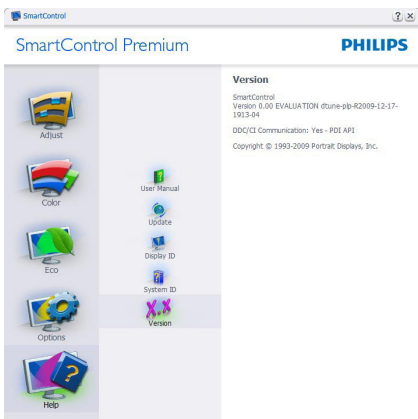 SmartControl
SmartControl Premium
PHILIPS
Adjust
Color
Eco
Options
Help
User Manual
Update
Display ID
System ID
X.X
Version
Version
SmartControl
Version 0.00 EVALUATION dtune-plp-R2009-12-17-
1913-04
DDC/CI Communication: Yes - PDI API
Copyright © 1993-2009 Portrait Displays, Inc.